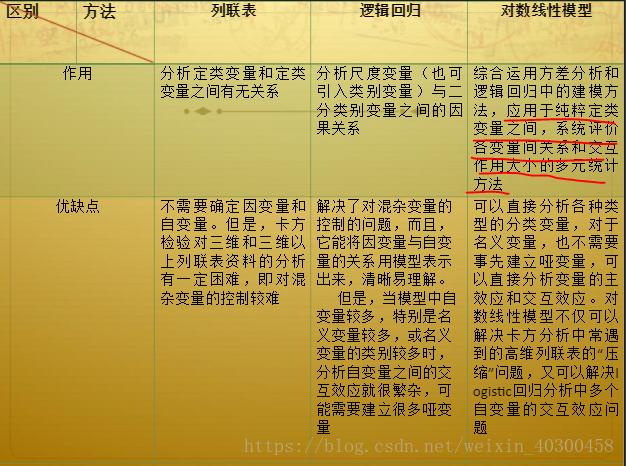 区别 方法 列联表 逻辑回归 对数线性模型
作用
分析定类变量和定类
变量之间有无关系
分析尺度变量（也可
引入类别变量）与二
分类别变量之间的因
果关系
综合运用方差分析和
逻辑回归中的建模方
法，应用于纯粹定类
变量之间，系统评价
各变量间关系和交互
作用大小的多元统计
方法
优缺点
不需要确定因变量和
自变量。但是，卡方
检验对三维和三维以
上列联表资料的分析
有一定困难，即对混
杂变量的控制较难
解决了对混杂变量的
控制的问题，而且，
它能将因变量与自变
量的关系用模型表示
出来，清晰易理解。
但是，当模型中自
变量较多，特别是名
义变量较多，或名义
变量的类别较多时，
分析自变量之间的交
互效应就很繁杂，可
能需要建立很多哑变
量
可以直接分析各种类
型的分类变量，对于
名义变量，也不需要
事先建立哑变量，可
以直接分析变量的主
效应和交互效应。对
数线性模型不仅可以
解决卡方分析中常遇
到的高维列联表的“压
缩”问题，又可以解决l
ogistic回归分析中多个
自变量的交互效应问
题
https://blog.csdn.net/weixin_40300458